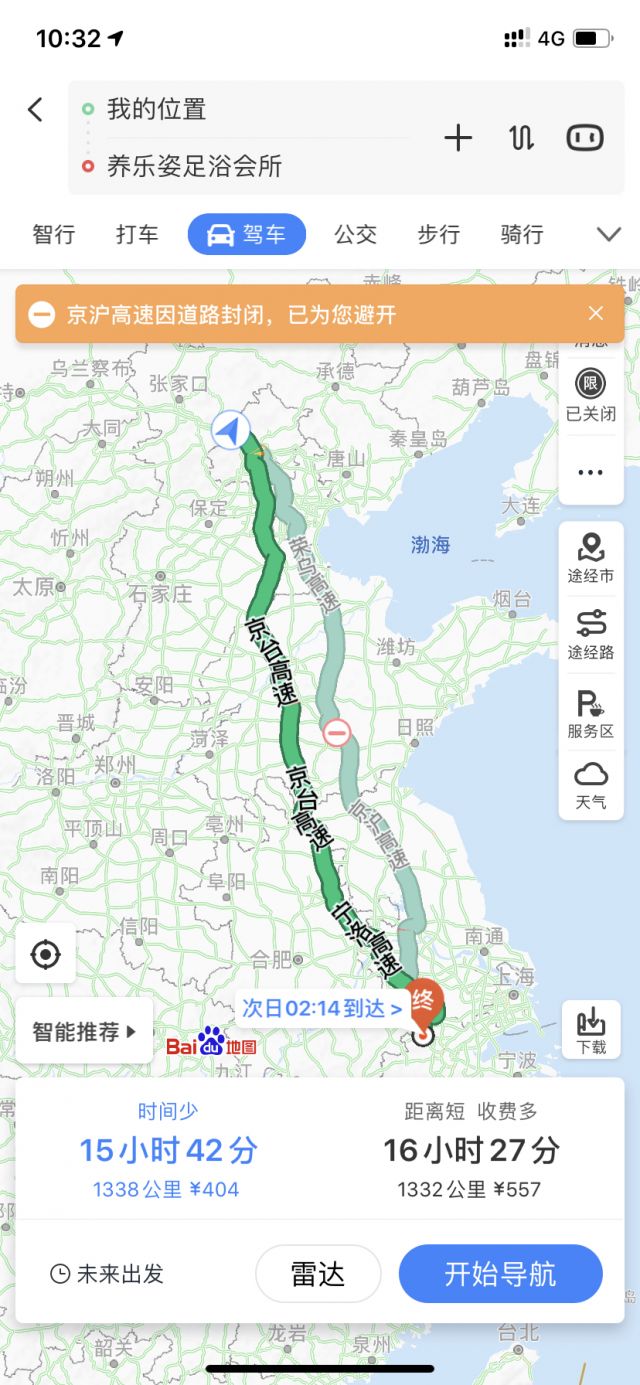 10:32
4G
我的位置
养乐姿足浴会所
智行 打车 驾车 公交 步行 骑行
赤峰
铁岭
京沪高速因道路封闭，已为您避开
消息
乌兰察布
张家口
承德
盘锦
葫芦岛
限
已关闭
大同
秦皇岛
唐山
朔州
保定
大连
渤海
忻州
荣乌高速
途经市
太原
石家庄
烟台
京台高速
途经路
潍坊
临汾
安阳
服务区
晋城
菏泽
日照
洛阳
郑州
京台高速
天气
平顶山
周口
亳州
京沪高速
南阳
阜阳
信阳
宁洛高速
南通
合肥
上海
终
次日02:14到达 >
智能推荐
Bai du 地图
下载
九江
宁波
时间少
15小时42分
1338公里 ¥404
距离短 收费多
16小时27分
1332公里 ¥557
未来出发
雷达
开始导航
龙岩
台北
韶关
泉州